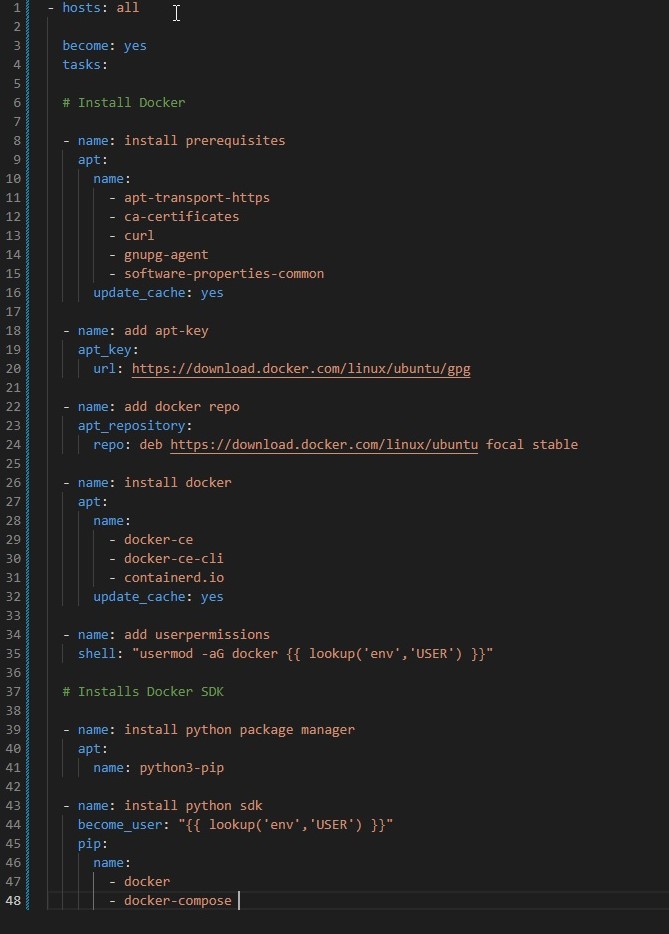 1 - hosts: all
2
3   become: yes
4   tasks:
5
6   # Install Docker
7
8   - name: install prerequisites
9     apt:
10       name:
11         - apt-transport-https
12         - ca-certificates
13         - curl
14         - gnupg-agent
15         - software-properties-common
16       update_cache: yes
17
18   - name: add apt-key
19     apt_key:
20       url: https://download.docker.com/linux/ubuntu/gpg
21
22   - name: add docker repo
23     apt_repository:
24       repo: deb https://download.docker.com/linux/ubuntu focal stable
25
26   - name: install docker
27     apt:
28       name:
29         - docker-ce
30         - docker-ce-cli
31         - containerd.io
32       update_cache: yes
33
34   - name: add userpermissions
35     shell: "usermod -aG docker {{ lookup('env','USER') }}"
36
37   # Installs Docker SDK
38
39   - name: install python package manager
40     apt:
41       name: python3-pip
42
43   - name: install python sdk
44     become_user: "{{ lookup('env','USER') }}"
45     pip:
46       name:
47         - docker
48         - docker-compose